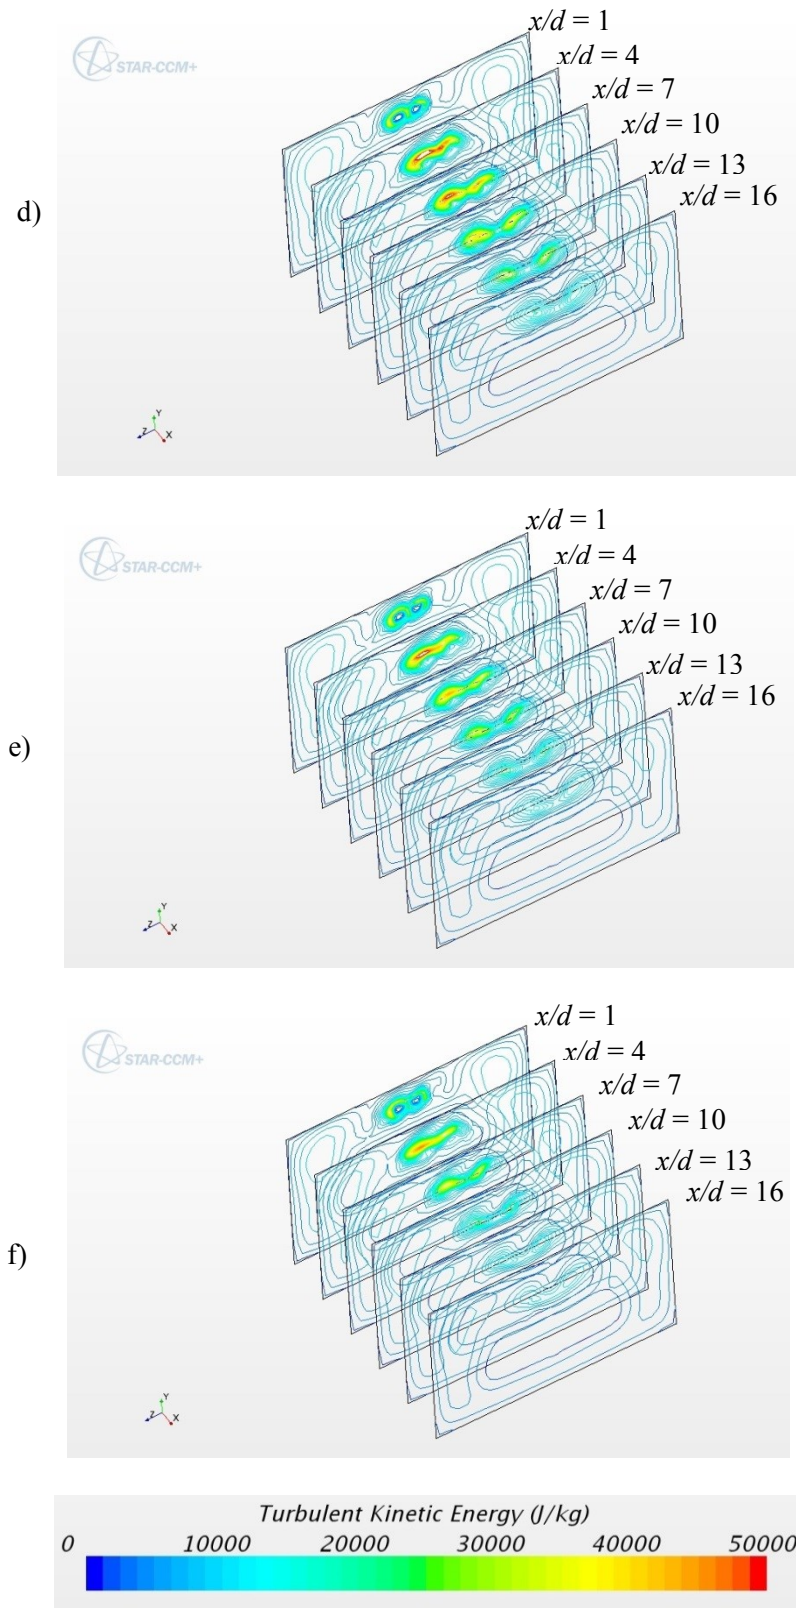 x/d = 1
STAR-CCM+
x/d = 4
x/d = 7
x/d = 10
x/d = 13
x/d = 16
d)
Y
Z X
x/d = 1
STAR-CCM+
x/d = 4
x/d = 7
x/d = 10
x/d = 13
x/d = 16
e)
Y
Z X
x/d = 1
STAR-CCM+
x/d = 4
x/d = 7
x/d = 10
x/d = 13
x/d = 16
f)
Y
Z X
Turbulent Kinetic Energy (J/kg)
0 10000 20000 30000 40000 50000